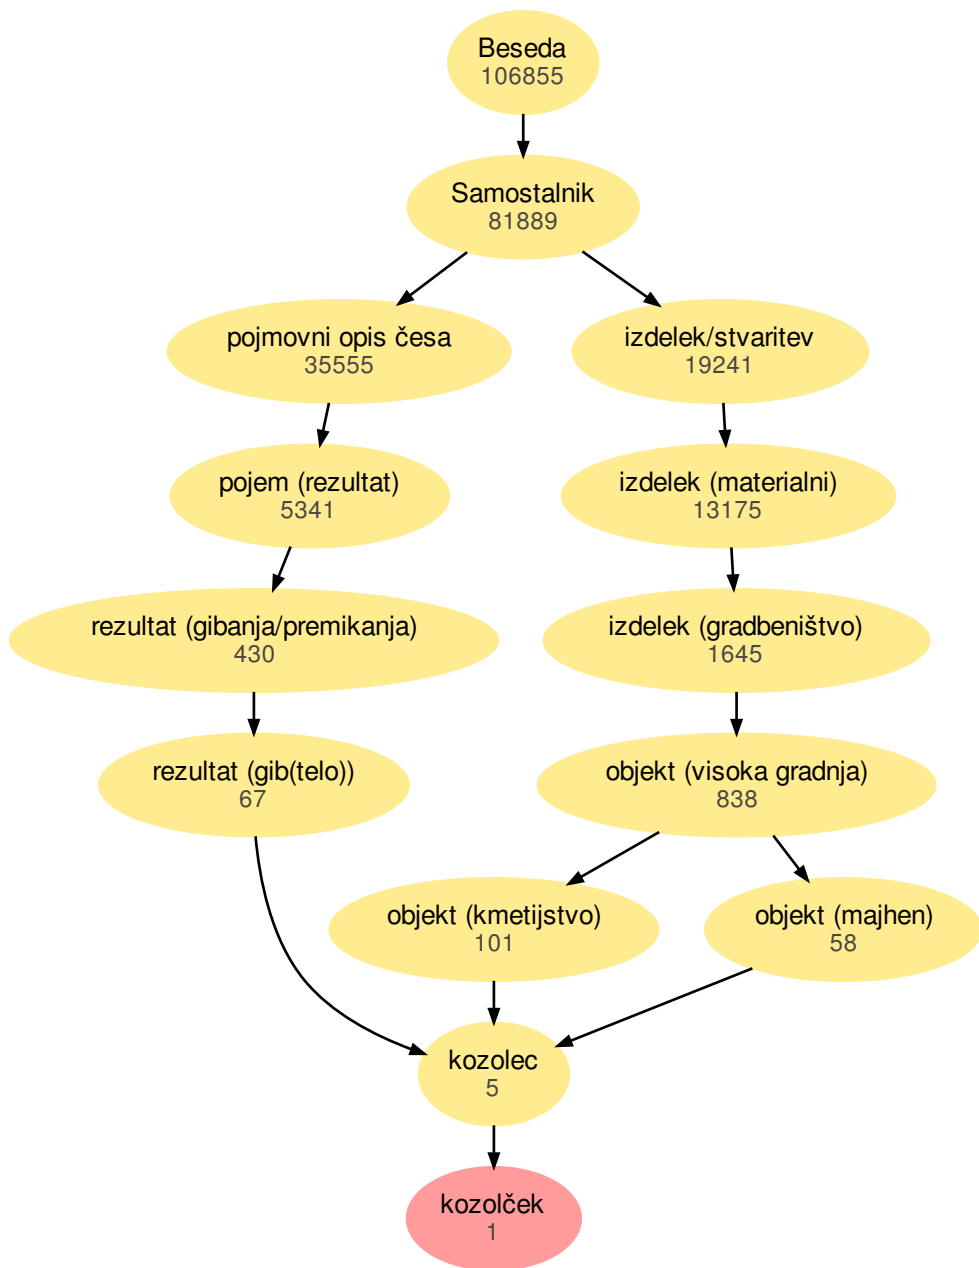 Beseda
106855
Samostalnik
81889
pojmovni opis česa
35555
izdelek/stvaritev
19241
pojem (rezultat)
5341
izdelek (materialni)
13175
rezultat (gibanja/premikanja)
430
izdelek (gradbeništvo)
1645
rezultat (gib(telo))
67
objekt (visoka gradnja)
838
objekt (kmetijstvo)
101
objekt (majhen)
58
kozolec
5
kozolček
1